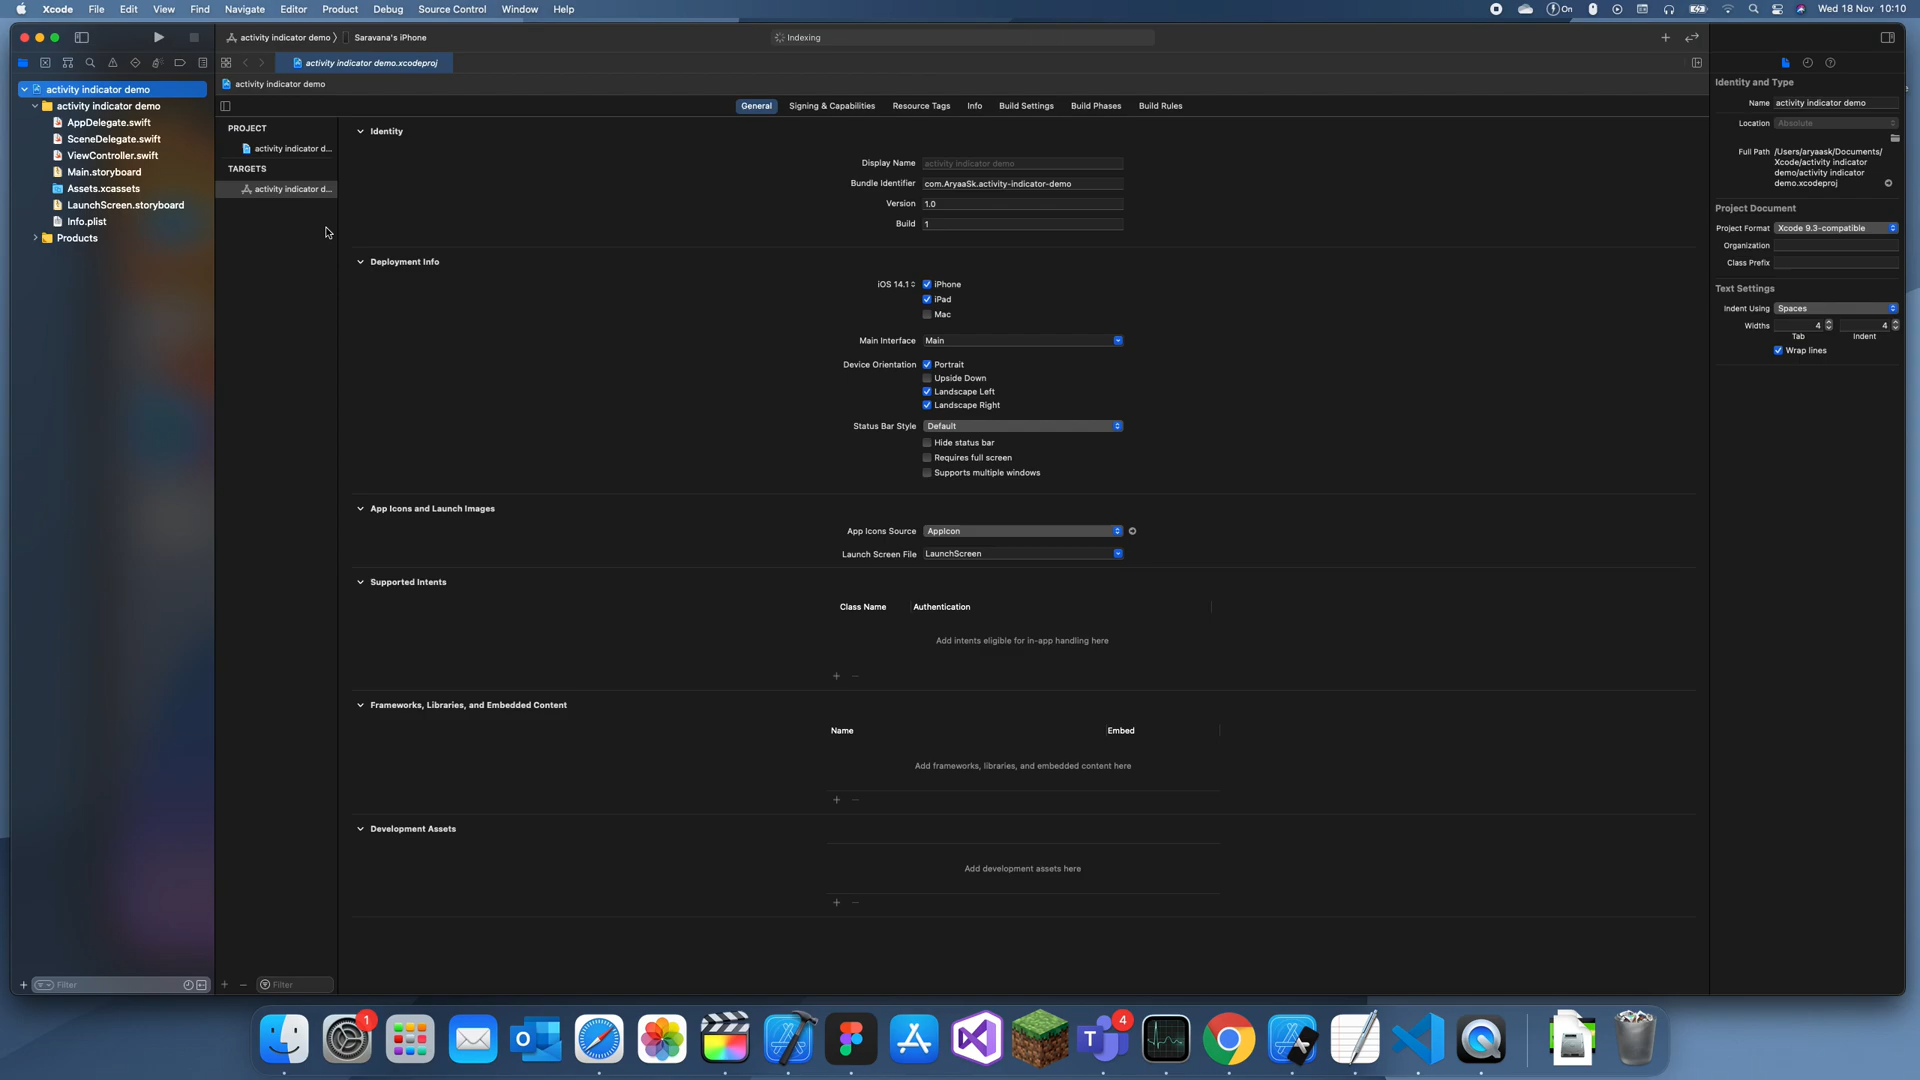 Xcode File Edit View Find Navigate Editor Product Debug Source Control Window Help On Wed 18 Nov 10:10
activity indicator demo Saravana's iPhone Indexing
activity indicator demo.xcodeproj
activity indicator demo
activity indicator demo
AppDelegate.swift
SceneDelegate.swift
ViewController.swift
Main.storyboard
Assets.xcassets
LaunchScreen.storyboard
Info.plist
Products
Filter
activity indicator demo
General Signing & Capabilities Resource Tags Info Build Settings Build Phases Build Rules
PROJECT
activity indicator d...
TARGETS
activity indicator d...
Filter
Identity
Display Name activity indicator demo
Bundle Identifier com.AryaaSk.activity-indicator-demo
Version 1.0
Build 1
Deployment Info
iOS 14.1 iPhone
iPad
Mac
Main Interface Main
Device Orientation Portrait
Upside Down
Landscape Left
Landscape Right
Status Bar Style Default
Hide status bar
Requires full screen
Supports multiple windows
App Icons and Launch Images
App Icons Source AppIcon
Launch Screen File LaunchScreen
Supported Intents
Class Name Authentication
Add intents eligible for in-app handling here
Frameworks, Libraries, and Embedded Content
Name Embed
Add frameworks, libraries, and embedded content here
Development Assets
Add development assets here
Identity and Type
Name activity indicator demo
Location Absolute
Full Path /Users/aryaask/Documents/
Xcode/activity indicator
demo/activity indicator
demo.xcodeproj
Project Document
Project Format Xcode 9.3-compatible
Organization
Class Prefix
Text Settings
Indent Using Spaces
Widths 4 4
Tab Indent
Wrap lines
1
4